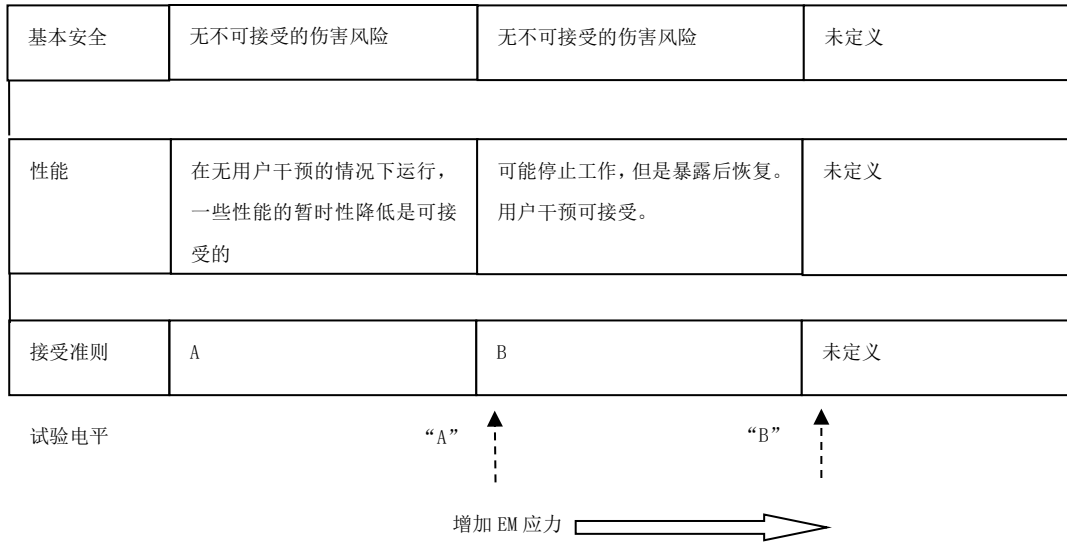 基本安全 无不可接受的伤害风险 无不可接受的伤害风险 未定义
性能 在无用户干预的情况下运行， 可能停止工作，但是暴露后恢复。 未定义
一些性能的暂时性降低是可接 用户干预可接受。
受的
接受准则 A B 未定义
试验电平 “A” “B”
增加 EM 应力